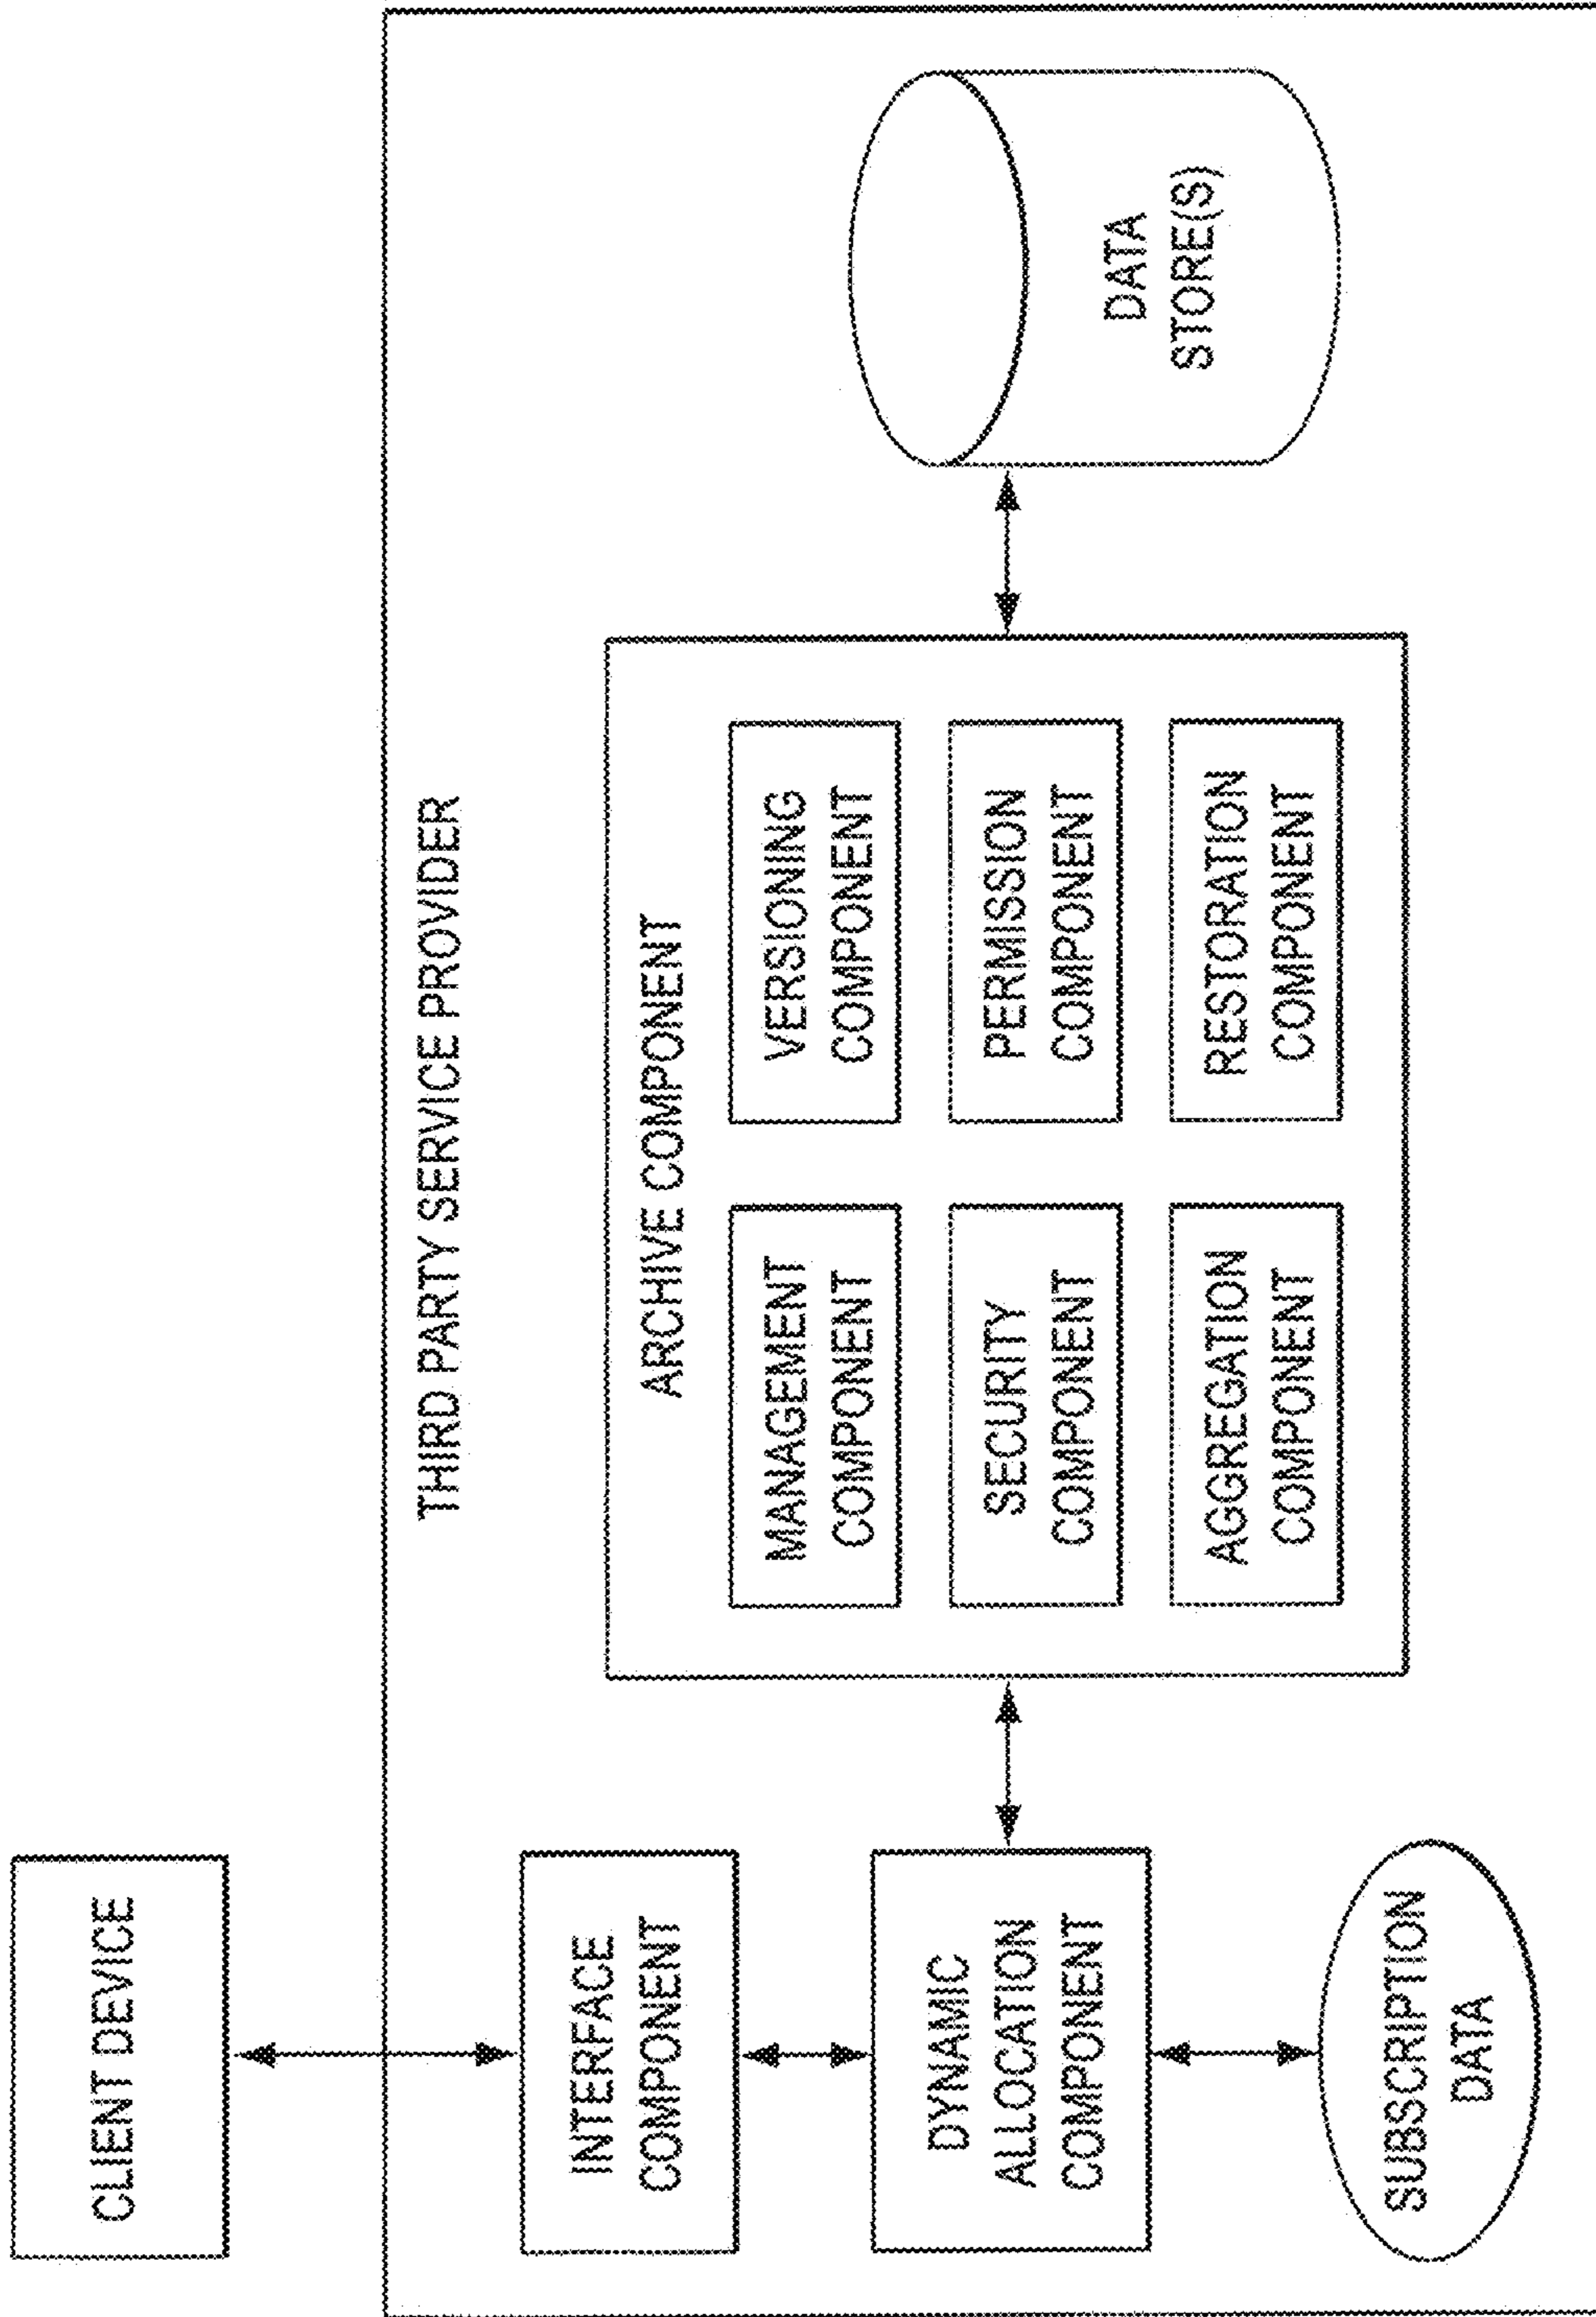 CLIENT DEVICE
THIRD PARTY SERVICE PROVIDER
INTERFACE
COMPONENT
DYNAMIC
ALLOCATION
COMPONENT
SUBSCRIPTION
DATA
ARCHIVE COMPONENT
MANAGEMENT
COMPONENT
VERSIONING
COMPONENT
SECURITY
COMPONENT
PERMISSION
COMPONENT
AGGREGATION
COMPONENT
RESTORATION
COMPONENT
DATA
STORE(S)